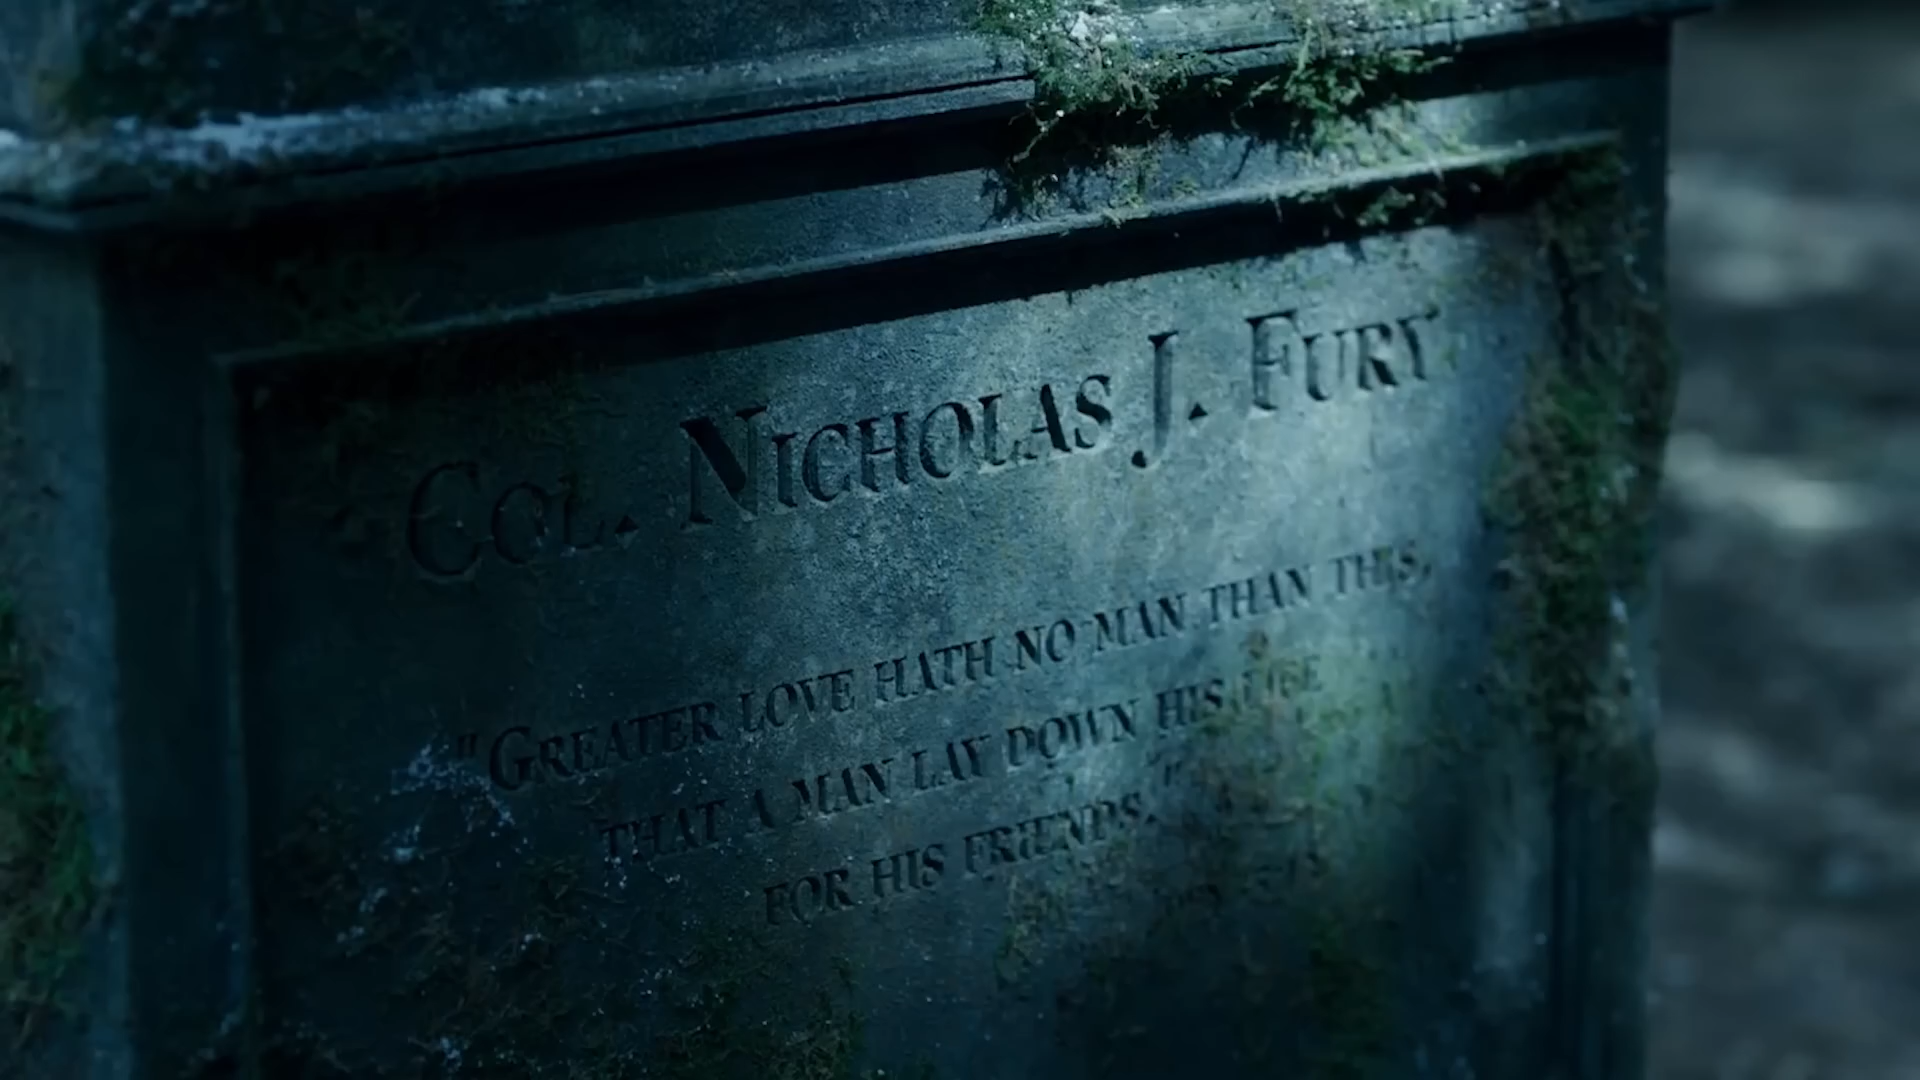 COL. NICHOLAS J. FURY
"GREATER LOVE HATH NO MAN THAN THIS,
THAT A MAN LAY DOWN HIS LIFE
FOR HIS FRIENDS."